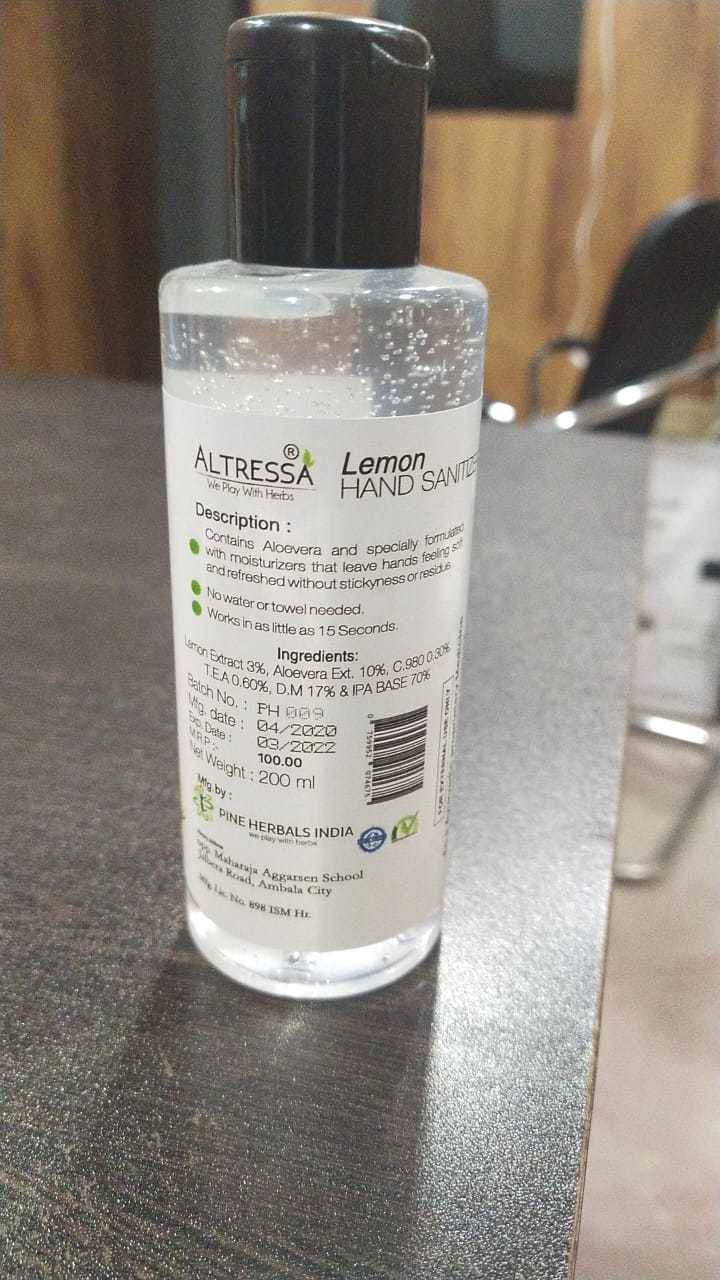 ALTRESSA ®
We Play With Herbs
Lemon
HAND SANITIZE
Description :
Contains Aloevera and specially formulated
with moisturizers that leave hands feeling soft
and refreshed without stickyness or residue.
No water or towel needed.
Works in as little as 15 Seconds.
Ingredients:
Lemon Extract 3%, Aloevera Ext. 10%, C.980 0.30%
T.E.A 0.60%, D.M 17% & IPA BASE 70%
Batch No. : PH 009
Mfg. date : 04/2020
Exp. Date : 03/2022
M.R.P :- 100.00
Net Weight : 200 ml
FOR EXTERNAL USE ONLY
Mfg.by :
PINE HERBALS INDIA
we play with herbs
opp. Maharaja Aggarsen School
Road, Ambala City
Mfg. Lic. No. 898 ISM Hr.